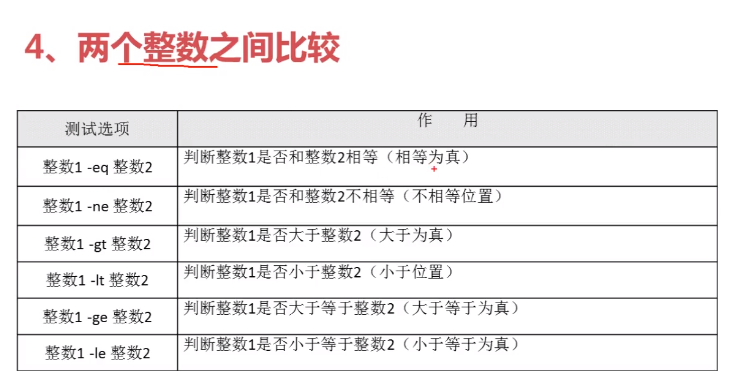 4、两个整数之间比较
测试选项 作 用
整数1 -eq 整数2 判断整数1是否和整数2相等（相等为真）
整数1 -ne 整数2 判断整数1是否和整数2不相等（不相等位置）
整数1 -gt 整数2 判断整数1是否大于整数2（大于为真）
整数1 -lt 整数2 判断整数1是否小于整数2（小于位置）
整数1 -ge 整数2 判断整数1是否大于等于整数2（大于等于为真）
整数1 -le 整数2 判断整数1是否小于等于整数2（小于等于为真）